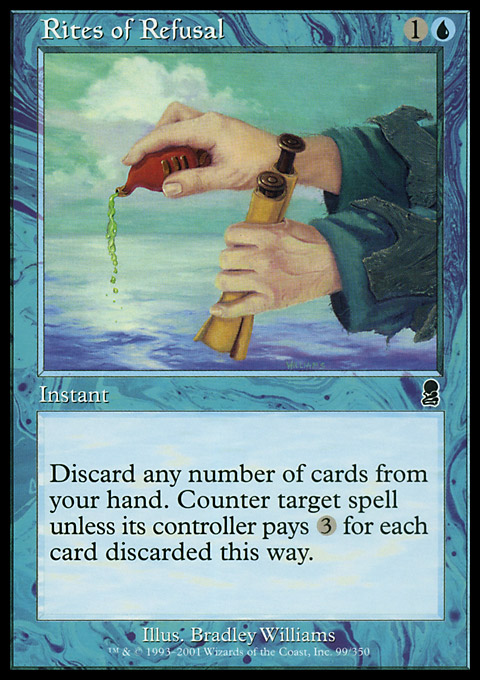 Rites of Refusal 1
WILLIAMS
Instant
Discard any number of cards from
your hand. Counter target spell
unless its controller pays 3 for each
card discarded this way.
Illus. Bradley Williams
™ & © 1993-2001 Wizards of the Coast, Inc. 99/350